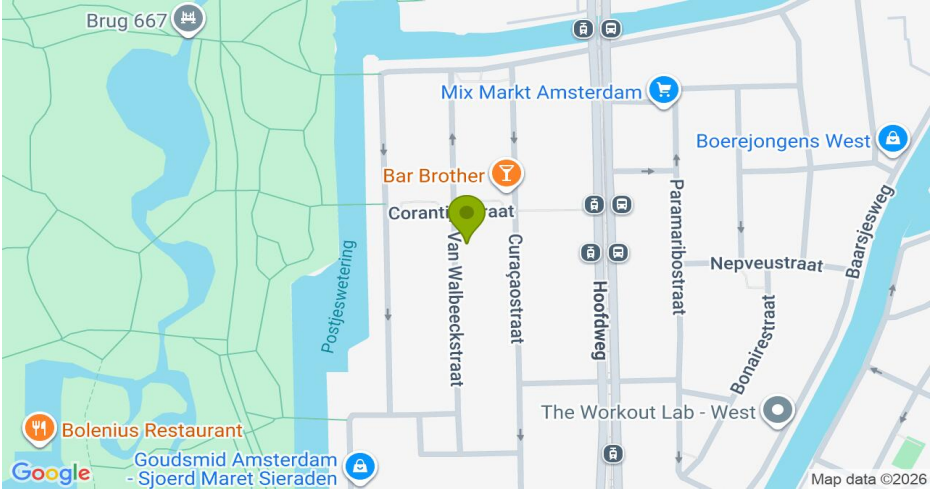 Brug 667
Mix Markt Amsterdam
Boerejongens West
Bar Brother
Paramaribostraat
Baarsjesweg
Postjeswetering
Van Walbeeckstraat
Curaçaostraat
Hoofdweg
Nepveustraat
Bonairestraat
The Workout Lab - West
Bolenius Restaurant
Goudsmid Amsterdam
- Sjoerd Maret Sieraden
Google
Map data ©2026